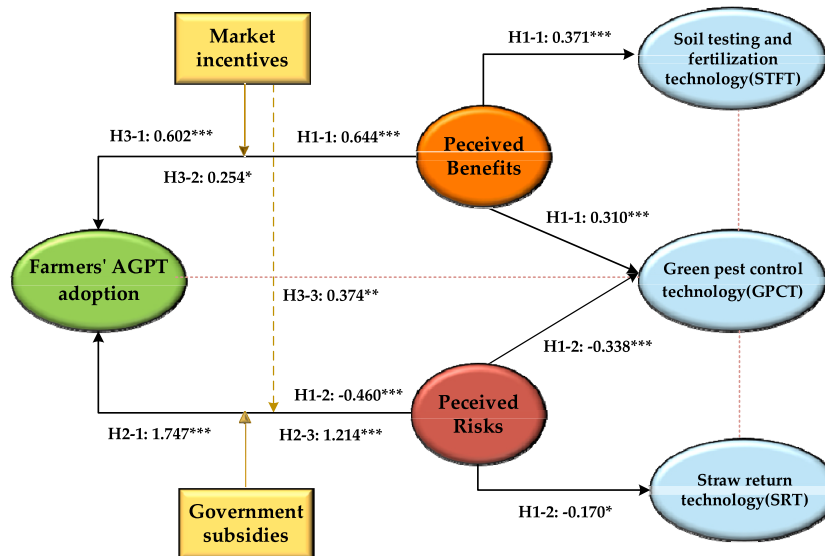 Market
incentives
H1-1: 0.371***
Soil testing and
fertilization
technology(STFT)
H3-1: 0.602***
H1-1: 0.644***
H3-2: 0.254*
Peceived
Benefits
H1-1: 0.310***
Farmers' AGPT
adoption
H3-3: 0.374**
Green pest control
technology(GPCT)
H1-2: -0.338***
H1-2: -0.460***
H2-1: 1.747***
H2-3: 1.214***
Peceived
Risks
H1-2: -0.170*
Straw return
technology(SRT)
Government
subsidies